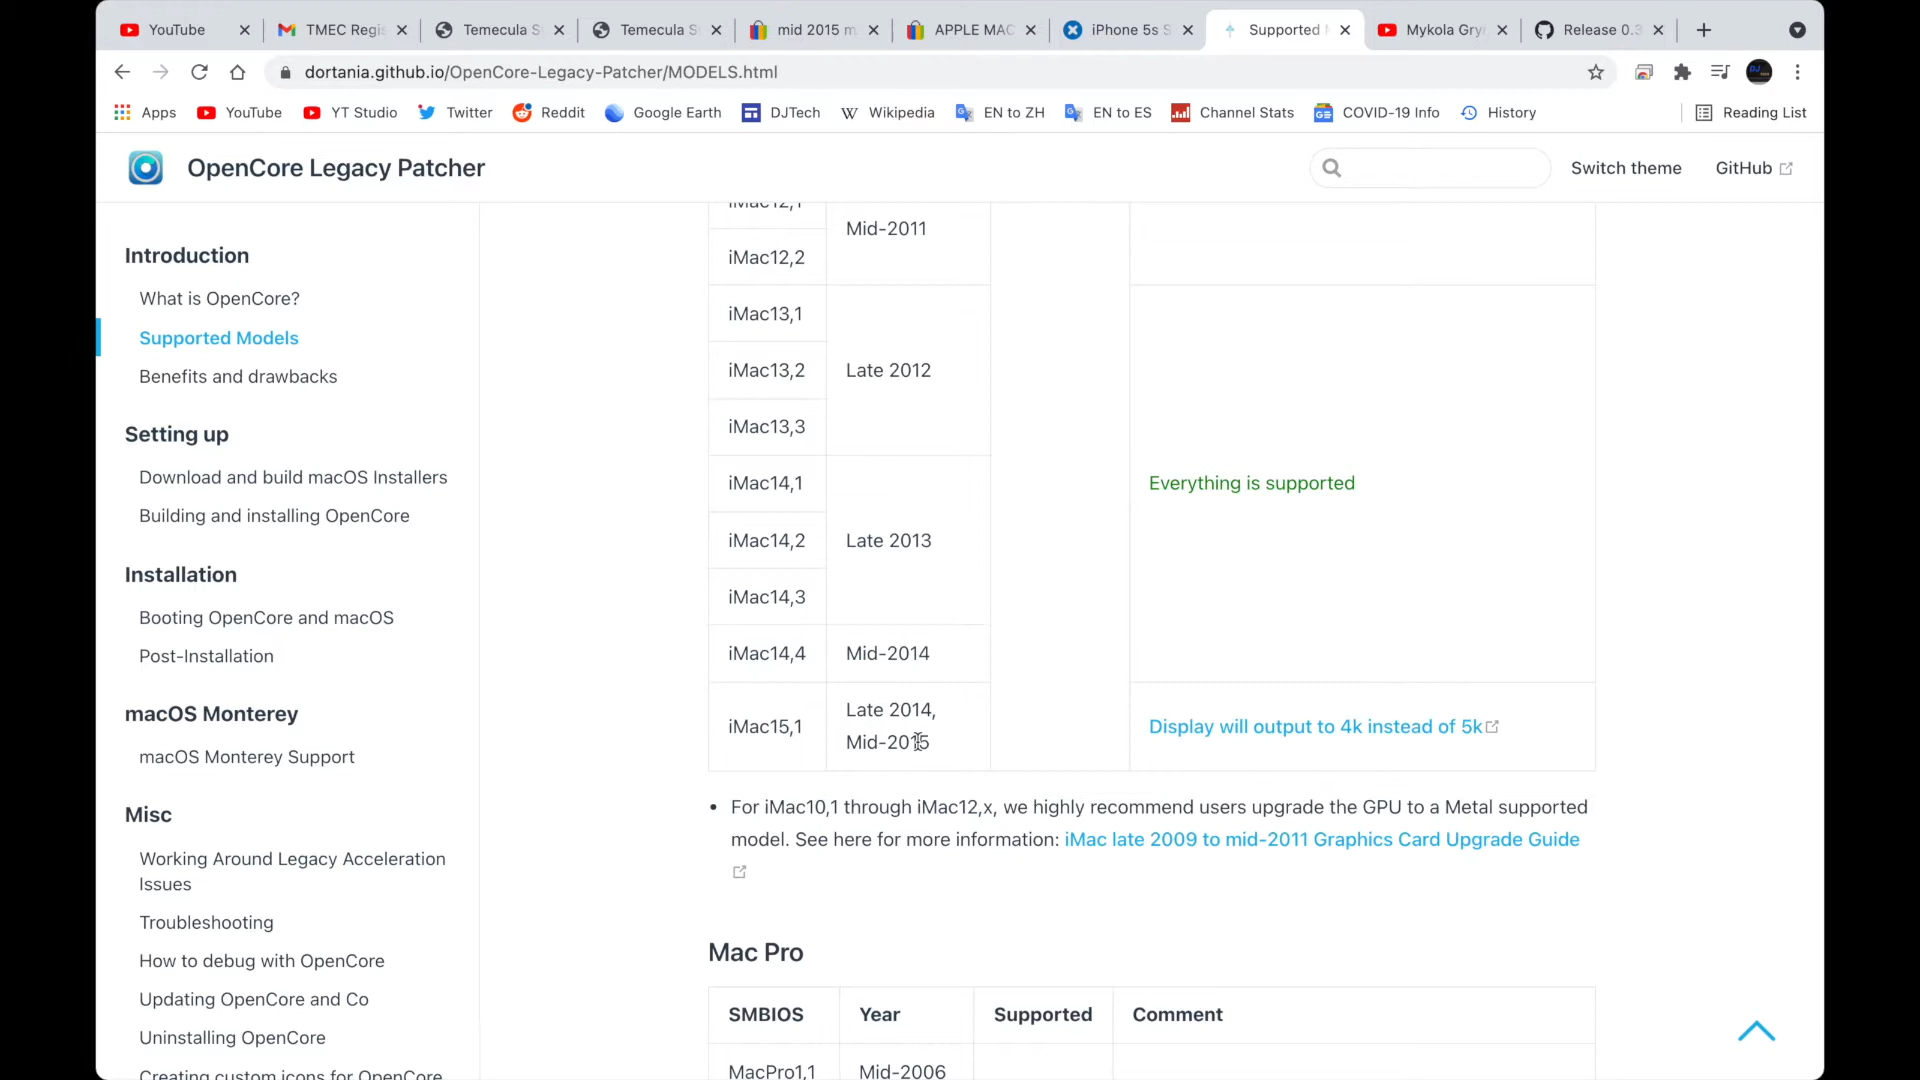 YouTube
TMEC Regis
Temecula S
Temecula S
mid 2015 m
APPLE MAC
iPhone 5s S
Supported
Mykola Gry
Release 0.3
dortania.github.io/OpenCore-Legacy-Patcher/MODELS.html
Apps
YouTube
YT Studio
Twitter
Reddit
Google Earth
DJTech
Wikipedia
EN to ZH
EN to ES
Channel Stats
COVID-19 Info
History
Reading List
OpenCore Legacy Patcher
Switch theme
GitHub
Introduction
What is OpenCore?
Supported Models
Benefits and drawbacks
Setting up
Download and build macOS Installers
Building and installing OpenCore
Installation
Booting OpenCore and macOS
Post-Installation
macOS Monterey
macOS Monterey Support
Misc
Working Around Legacy Acceleration
Issues
Troubleshooting
How to debug with OpenCore
Updating OpenCore and Co
Uninstalling OpenCore
Creating custom icons for OpenCore
iMac12,1
Mid-2011
iMac12,2
iMac13,1
iMac13,2
Late 2012
iMac13,3
iMac14,1
Everything is supported
iMac14,2
Late 2013
iMac14,3
iMac14,4
Mid-2014
iMac15,1
Late 2014,
Mid-2015
Display will output to 4k instead of 5k
• For iMac10,1 through iMac12,x, we highly recommend users upgrade the GPU to a Metal supported
model. See here for more information: iMac late 2009 to mid-2011 Graphics Card Upgrade Guide
Mac Pro
SMBIOS
Year
Supported
Comment
MacPro1,1
Mid-2006